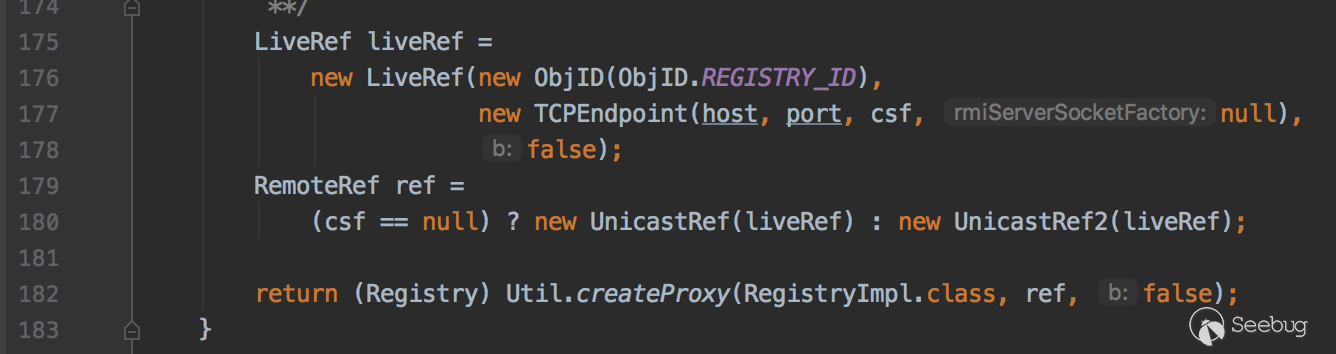 174 **/
175 LiveRef liveRef =
176 new LiveRef(new ObjID(ObjID.REGISTRY_ID),
177 new TCPEndpoint(host, port, csf, rmiServerSocketFactory: null),
178 b: false);
179 RemoteRef ref =
180 (csf == null) ? new UnicastRef(liveRef) : new UnicastRef2(liveRef);
181
182 return (Registry) Util.createProxy(RegistryImpl.class, ref, b: false);
183 }
Seebug